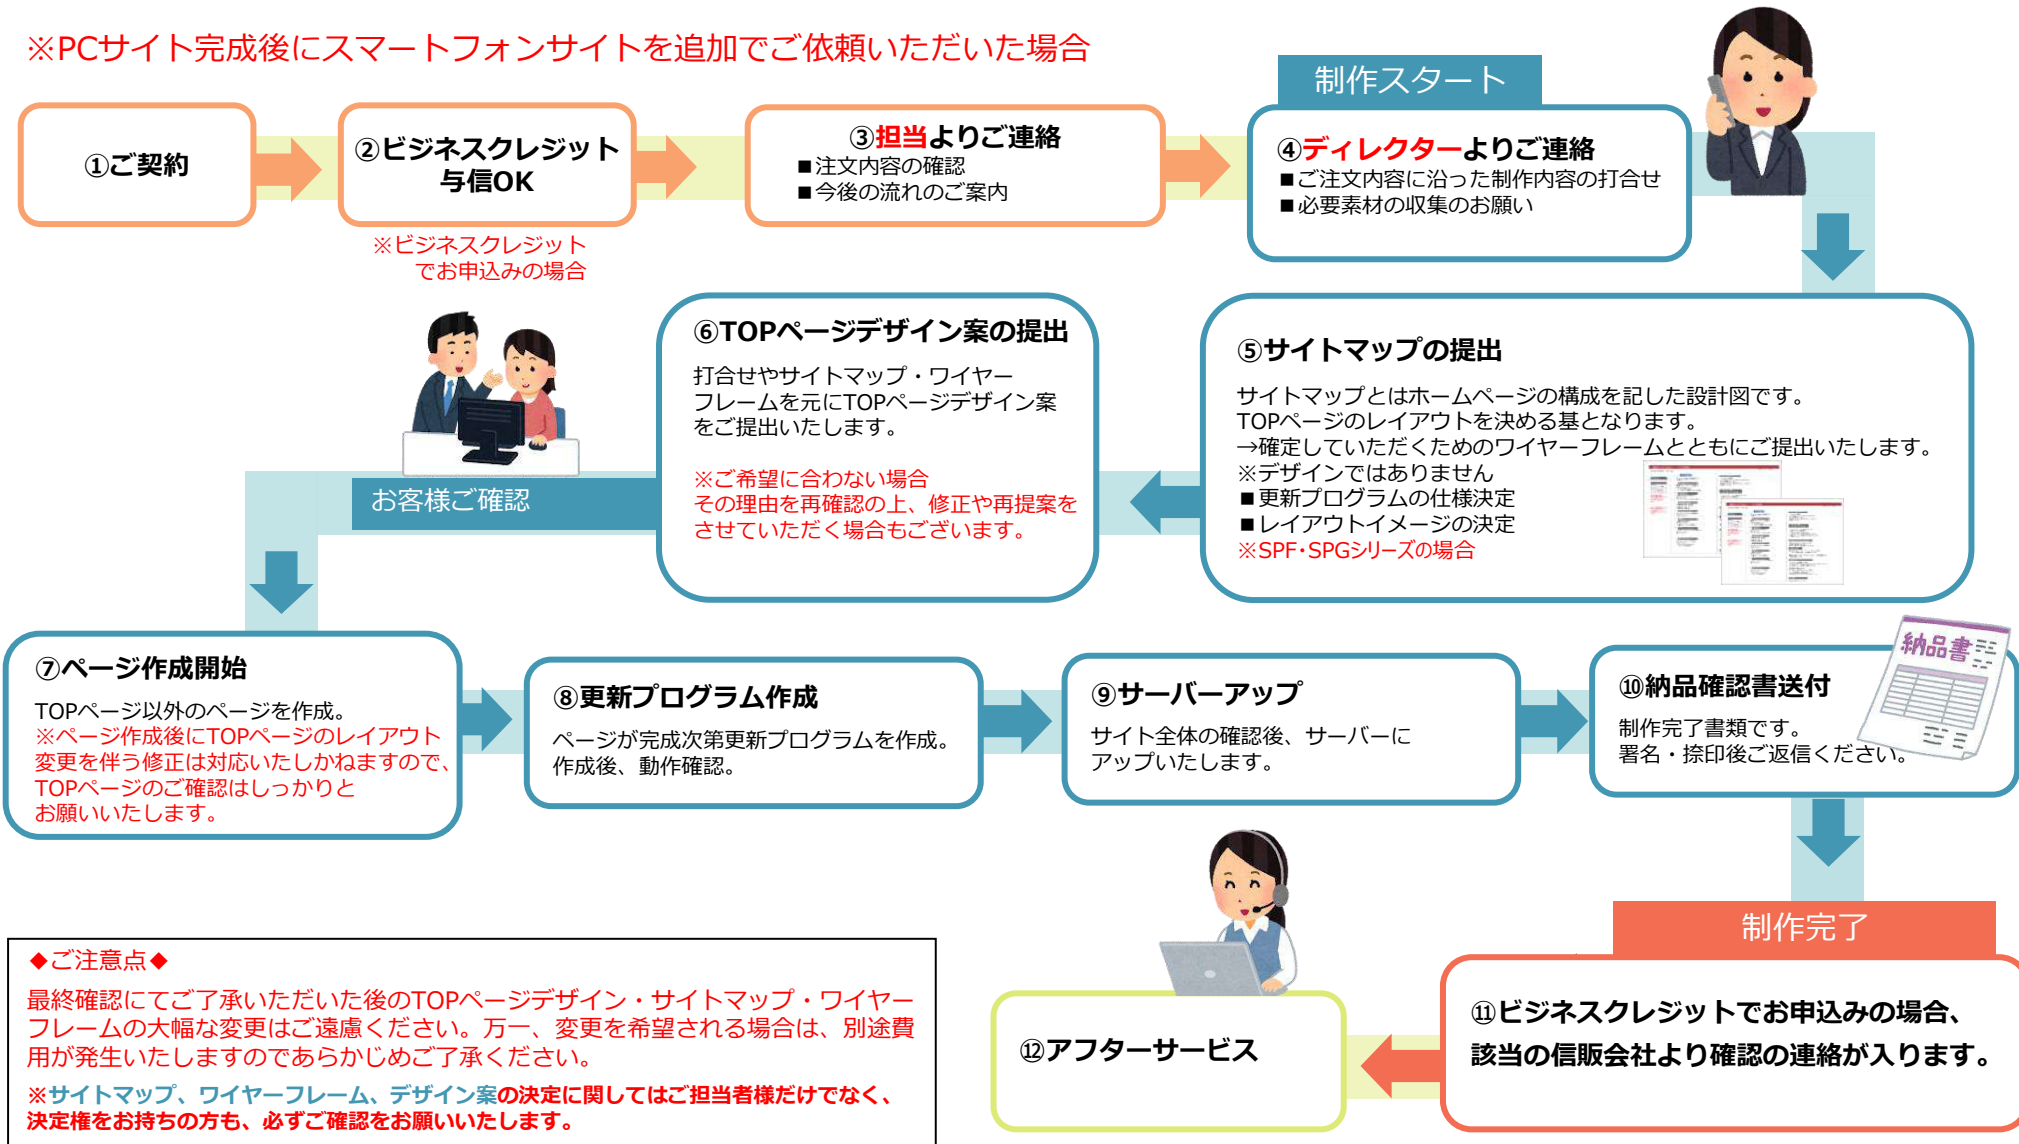 ※PCサイト完成後にスマートフォンサイトを追加でご依頼いただいた場合
制作スタート
①ご契約
②ビジネスクレジット
与信OK
※ビジネスクレジット
でお申込みの場合
③担当よりご連絡
■注文内容の確認
■今後の流れのご案内
④ディレクターよりご連絡
■ご注文内容に沿った制作内容の打合せ
■必要素材の収集のお願い
⑤サイトマップの提出
サイトマップとはホームページの構成を記した設計図です。
TOPページのレイアウトを決める基となります。
→確定していただくためのワイヤーフレームとともにご提出いたします。
※デザインではありません
■更新プログラムの仕様決定
■レイアウトイメージの決定
※SPF・SPGシリーズの場合
⑥TOPページデザイン案の提出
打合せやサイトマップ・ワイヤー
フレームを元にTOPページデザイン案
をご提出いたします。
※ご希望に合わない場合
その理由を再確認の上、修正や再提案を
させていただく場合もございます。
お客様ご確認
⑦ページ作成開始
TOPページ以外のページを作成。
※ページ作成後にTOPページのレイアウト
変更を伴う修正は対応いたしかねますので、
TOPページのご確認はしっかりと
お願いいたします。
⑧更新プログラム作成
ページが完成次第更新プログラムを作成。
作成後、動作確認。
⑨サーバーアップ
サイト全体の確認後、サーバーに
アップいたします。
⑩納品確認書送付
制作完了書類です。
署名・捺印後ご返信ください。
納品書
制作完了
⑪ビジネスクレジットでお申込みの場合、
該当の信販会社より確認の連絡が入ります。
⑫アフターサービス
◆ご注意点◆
最終確認にてご了承いただいた後のTOPページデザイン・サイトマップ・ワイヤー
フレームの大幅な変更はご遠慮ください。万一、変更を希望される場合は、別途費
用が発生いたしますのであらかじめご了承ください。
※サイトマップ、ワイヤーフレーム、デザイン案の決定に関してはご担当者様だけでなく、
決定権をお持ちの方も、必ずご確認をお願いいたします。